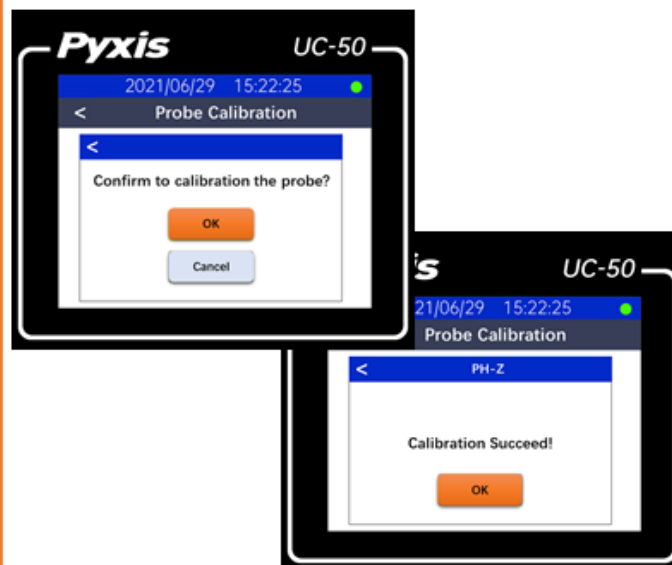 Pyxis UC-50
2021/06/29 15:22:25
< Probe Calibration
<
Confirm to calibration the probe?
OK
Cancel
s UC-50
21/06/29 15:22:25
Probe Calibration
< PH-Z
Calibration Succeed!
OK